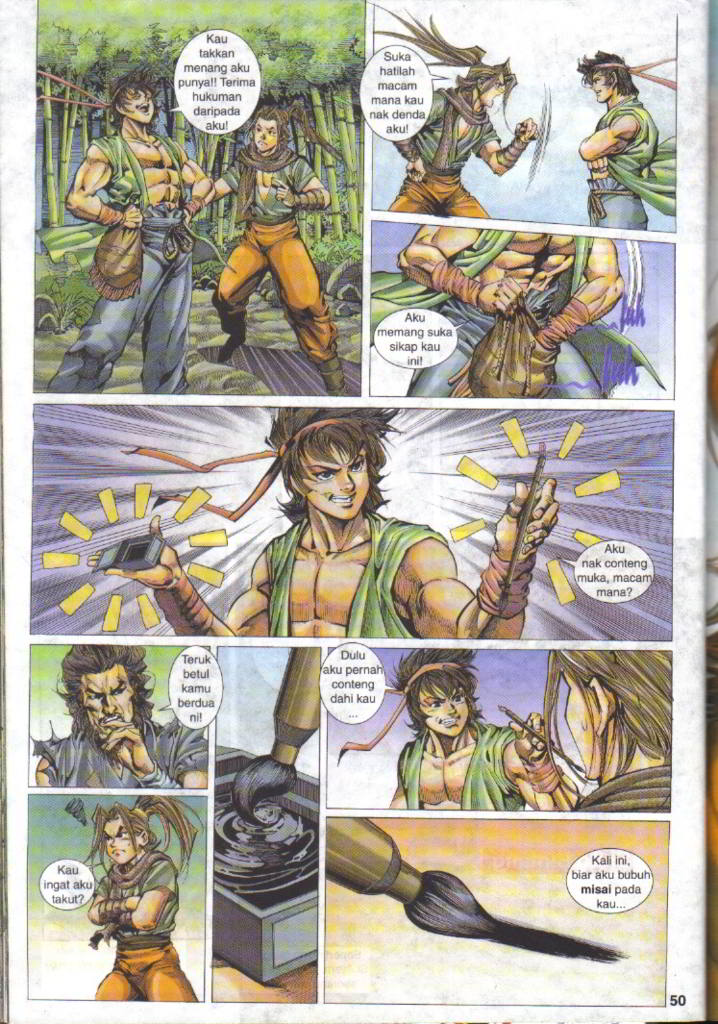 Kau
takkan
menang aku
punya!! Terima
hukuman
daripada
aku!
Suka
hatilah
macam
mana kau
nak denda
aku!
Aku
memang suka
sikap kau
ini!
Aku
nak conteng
muka, macam
mana?
Teruk
betul
kamu
berdua
ni!
Kau
ingat aku
takut?
Dulu
aku pernah
conteng
dahi kau
...
Kali ini,
biar aku bubuh
misai pada
kau...
50